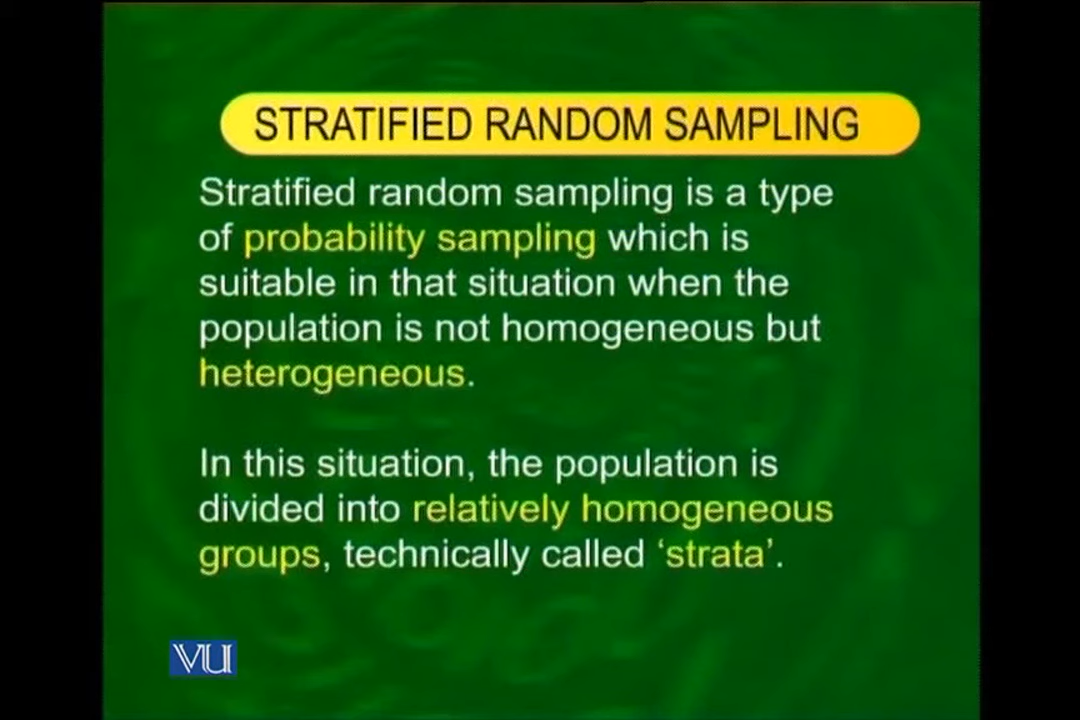 STRATIFIED RANDOM SAMPLING
Stratified random sampling is a type
of probability sampling which is
suitable in that situation when the
population is not homogeneous but
heterogeneous.
In this situation, the population is
divided into relatively homogeneous
groups, technically called ‘strata’.
VU